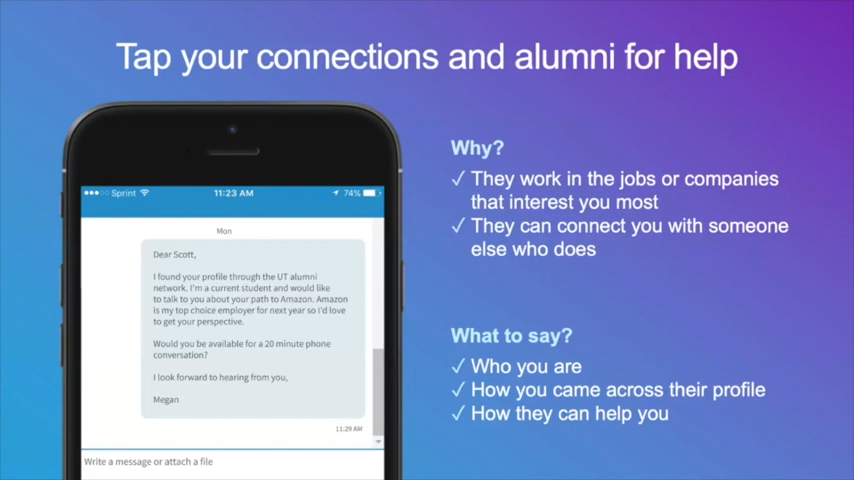 Tap your connections and alumni for help
Sprint
11:23 AM
74%
Mon
Dear Scott,
I found your profile through the UT alumni
network. I'm a current student and would like
to talk to you about your path to Amazon. Amazon
is my top choice employer for next year so I'd love
to get your perspective.
Would you be available for a 20 minute phone
conversation?
I look forward to hearing from you,
Megan
11:29 AM
Write a message or attach a file
Why?
✓ They work in the jobs or companies
that interest you most
✓ They can connect you with someone
else who does
What to say?
✓ Who you are
✓ How you came across their profile
✓ How they can help you